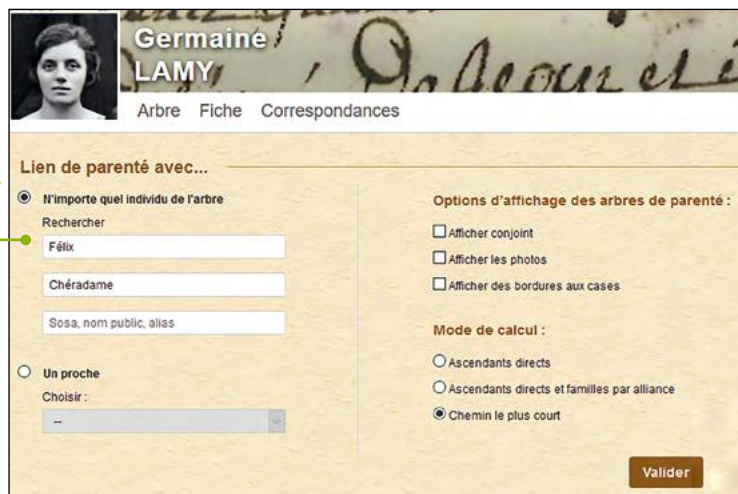 Germaine
LAMY
Arbre Fiche Correspondances
Lien de parenté avec...
N'importe quel individu de l'arbre
Rechercher
Félix
Chéradame
Sosa, nom public, alias
Un proche
Choisir :
--
Options d'affichage des arbres de parenté :
Afficher conjoint
Afficher les photos
Afficher des bordures aux cases
Mode de calcul :
Ascendants directs
Ascendants directs et familles par alliance
Chemin le plus court
Valider